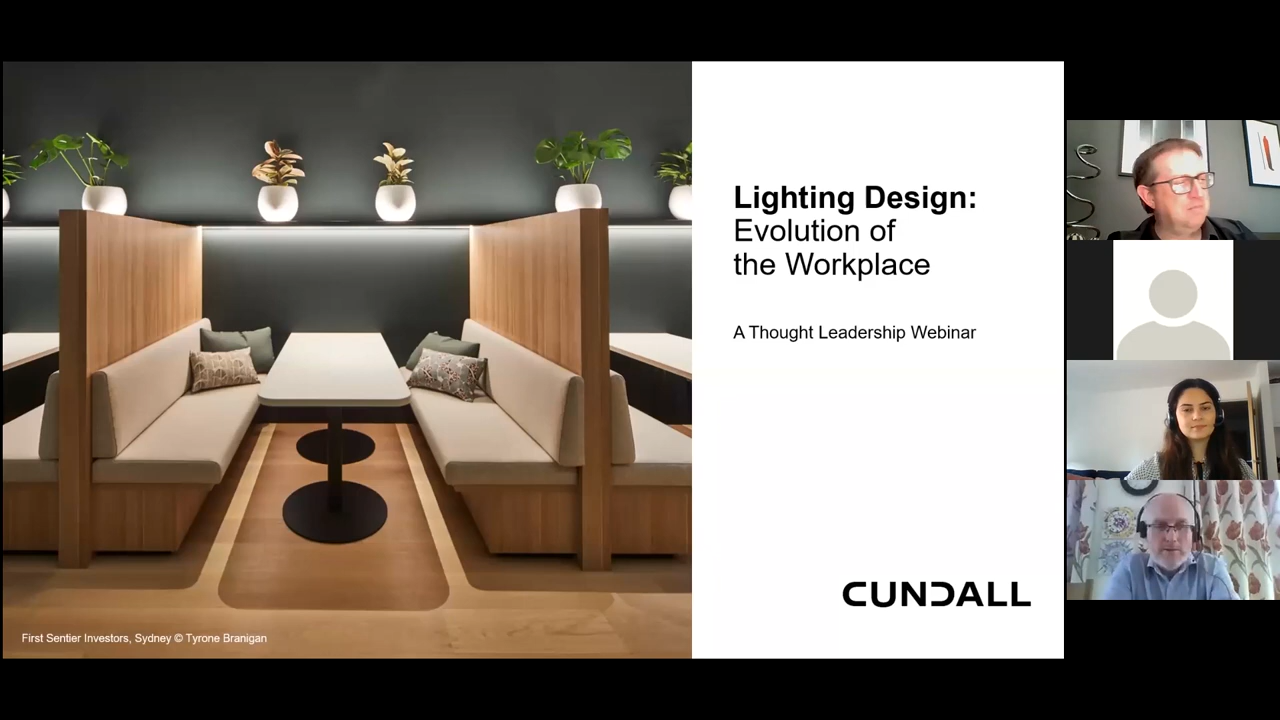 Lighting Design:
Evolution of
the Workplace
A Thought Leadership Webinar
CUNDALL
First Sentier Investors, Sydney © Tyrone Branigan